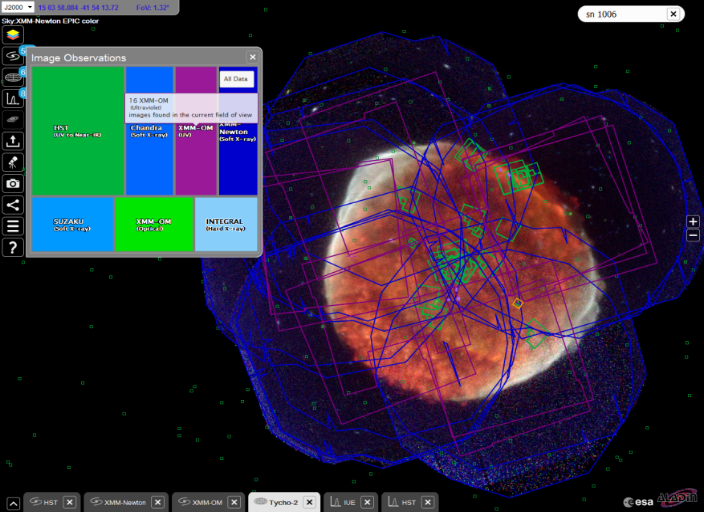 J2000
15 03 58.084 -41 54 13.72
FoV: 1.32°
Sky:XMM-Newton EPIC color
sn 1006
Image Observations
All Data
16 XMM-OM
(Ultraviolet)
images found in the current field of view
HST
(UV to Near-IR)
Chandra
(Soft X-ray)
XMM-OM
(UV)
XMM-
Newton
(Soft X-ray)
SUZAKU
(Soft X-ray)
XMM-OM
(Optical)
INTEGRAL
(Hard X-ray)
HST
XMM-Newton
XMM-OM
Tycho-2
IUE
HST
esa
ALADIN